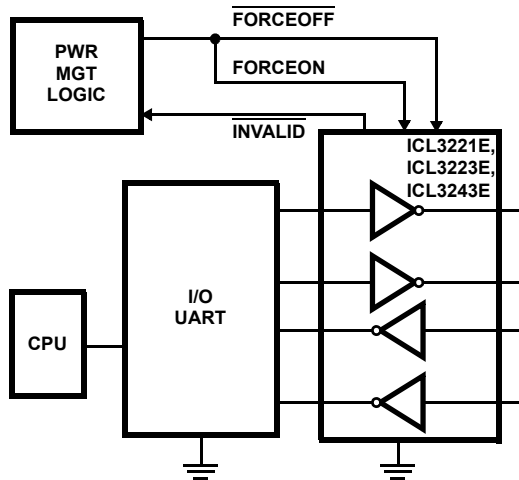 FORCEOFF
PWR
MGT
LOGIC
FORCEON
INVALID
ICL3221E,
ICL3223E,
ICL3243E
I/O
UART
CPU